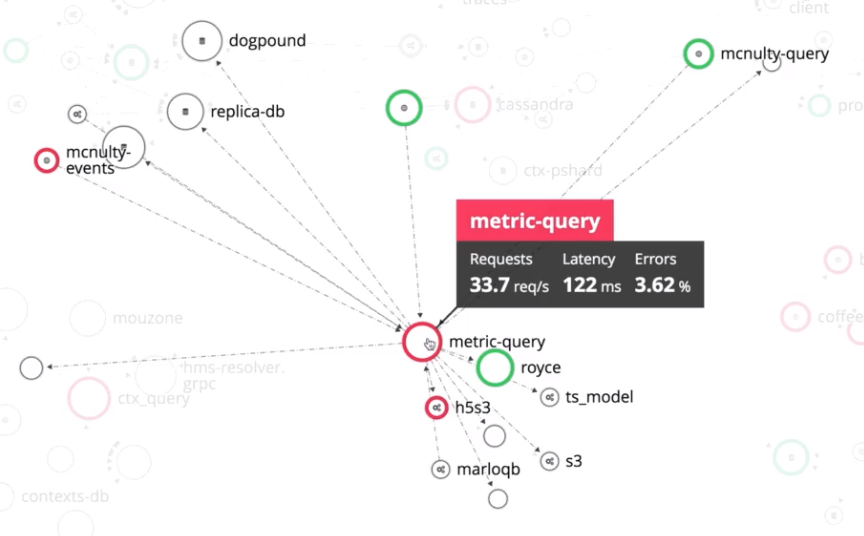 traces
client
dogpound
mcnulty-query
replica-db
cassandra
pro
mcnulty-
events
ctx-pshard
metric-query
Requests
Latency
Errors
33.7 req/s
122 ms
3.62 %
mouzone
coffee
metric-query
hms-resolver.
grpc
royce
ctx_query
ts_model
h5s3
s3
marloqb
contexts-db